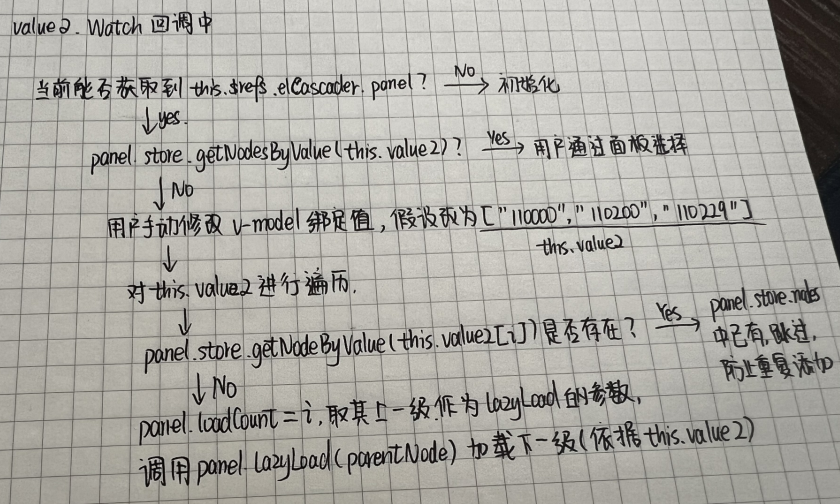 value2. Watch 回调中
当前能否获取到 this.$refs.elCascader.panel? No → 初始化
↓ yes.
panel.store.getNodesByValue(this.value2)? Yes → 用户通过面板选择
↓ No
用户手动修改 v-model 绑定值,假设改为 ["110000","110200","110229"]
this.value2
↓
对 this.value2 进行遍历.
↓
panel.store.getNodeByValue(this.value2[i]) 是否存在? Yes → panel.store.nodes
中已有,跳过,
防止重复添加
↓ No
panel.loadCount = i, 取其上一级作为 lazyLoad 的参数,
调用 panel.lazyLoad(parentNode) 加载下一级(依据 this.value2)